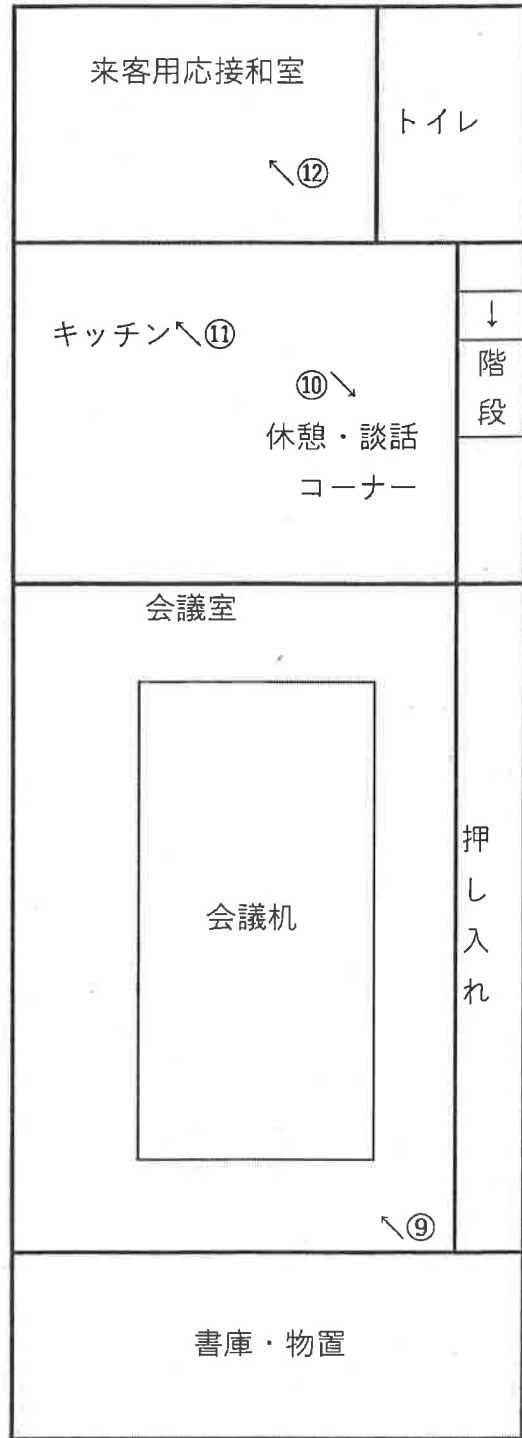 来客用応接和室
トイレ
↖⑫
キッチン↖⑪
↓
階段
⑩↘
休憩・談話
コーナー
会議室
会議机
押し入れ
↖⑨
書庫・物置